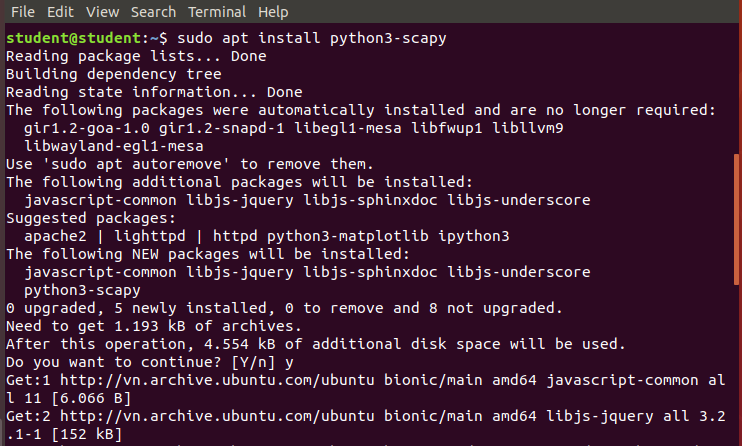 File Edit View Search Terminal Help
student@student:~$ sudo apt install python3-scapy
Reading package lists... Done
Building dependency tree
Reading state information... Done
The following packages were automatically installed and are no longer required:
  gir1.2-goa-1.0 gir1.2-snapd-1 libegl1-mesa libfwup1 libllvm9
  libwayland-egl1-mesa
Use 'sudo apt autoremove' to remove them.
The following additional packages will be installed:
  javascript-common libjs-jquery libjs-sphinxdoc libjs-underscore
Suggested packages:
  apache2 | lighttpd | httpd python3-matplotlib ipython3
The following NEW packages will be installed:
  javascript-common libjs-jquery libjs-sphinxdoc libjs-underscore
  python3-scapy
0 upgraded, 5 newly installed, 0 to remove and 8 not upgraded.
Need to get 1.193 kB of archives.
After this operation, 4.554 kB of additional disk space will be used.
Do you want to continue? [Y/n] y
Get:1 http://vn.archive.ubuntu.com/ubuntu bionic/main amd64 javascript-common al
l 11 [6.066 B]
Get:2 http://vn.archive.ubuntu.com/ubuntu bionic/main amd64 libjs-jquery all 3.2
.1-1 [152 kB]